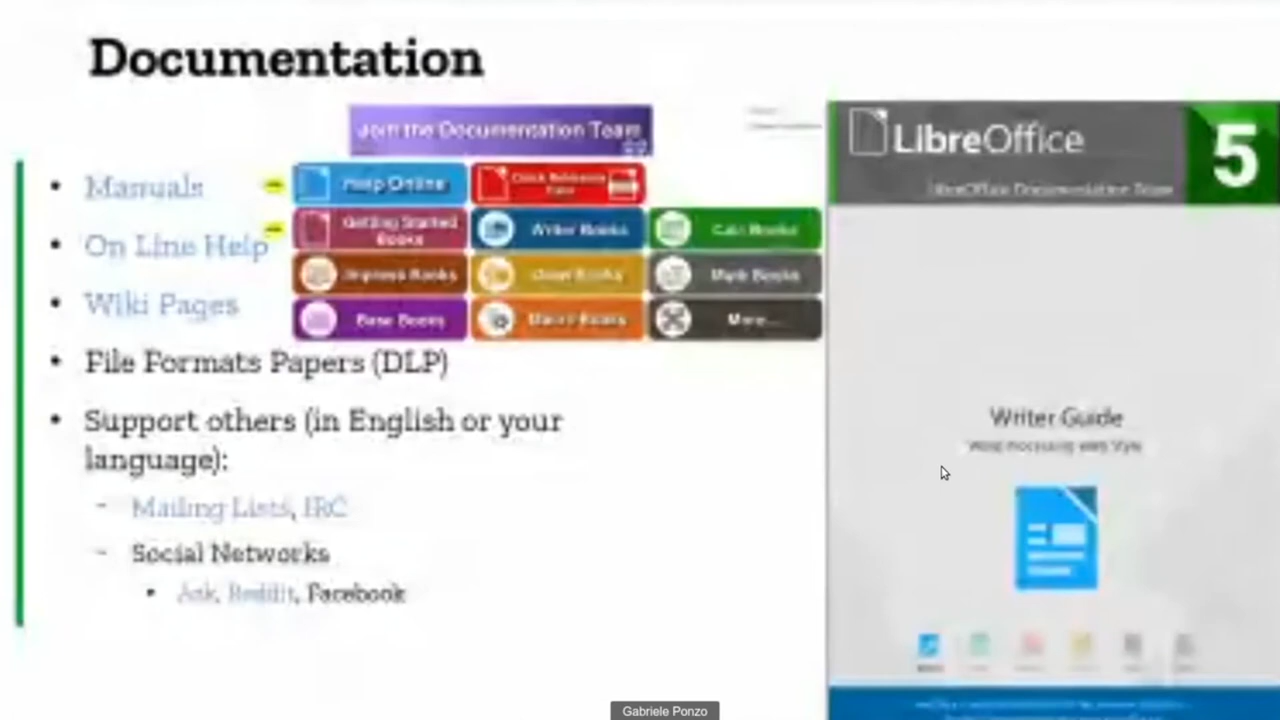 Documentation
Join the Documentation Team
Manuals
On Line Help
Wiki Pages
File Formats Papers (DLP)
Support others (in English or your
language):
Mailing Lists, IRC
Social Networks
Ask, Reddit, Facebook
Help Online
Getting Started
Books
Writer Books
Calc Books
Impress Books
Draw Books
Math Books
Base Books
More...
LibreOffice
5
LibreOffice Documentation Team
Writer Guide
Word Processing with Style
Gabriele Ponzo